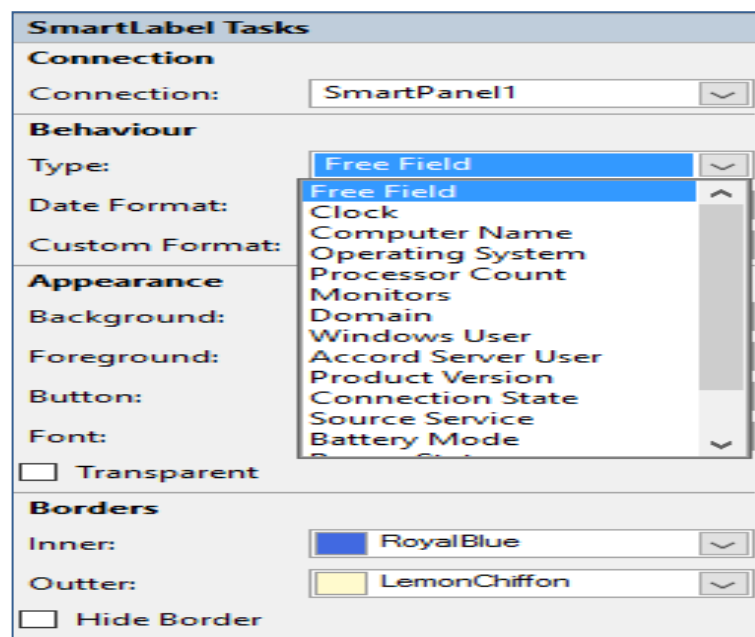 SmartLabel Tasks
Connection
Connection: SmartPanel1
Behaviour
Type: Free Field
Free Field
Date Format:
Clock
Computer Name
Custom Format:
Operating System
Processor Count
Appearance
Monitors
Background:
Domain
Windows User
Foreground:
Accord Server User
Product Version
Button:
Connection State
Source Service
Font:
Battery Mode
Transparent
Borders
Inner: RoyalBlue
Outter: LemonChiffon
Hide Border